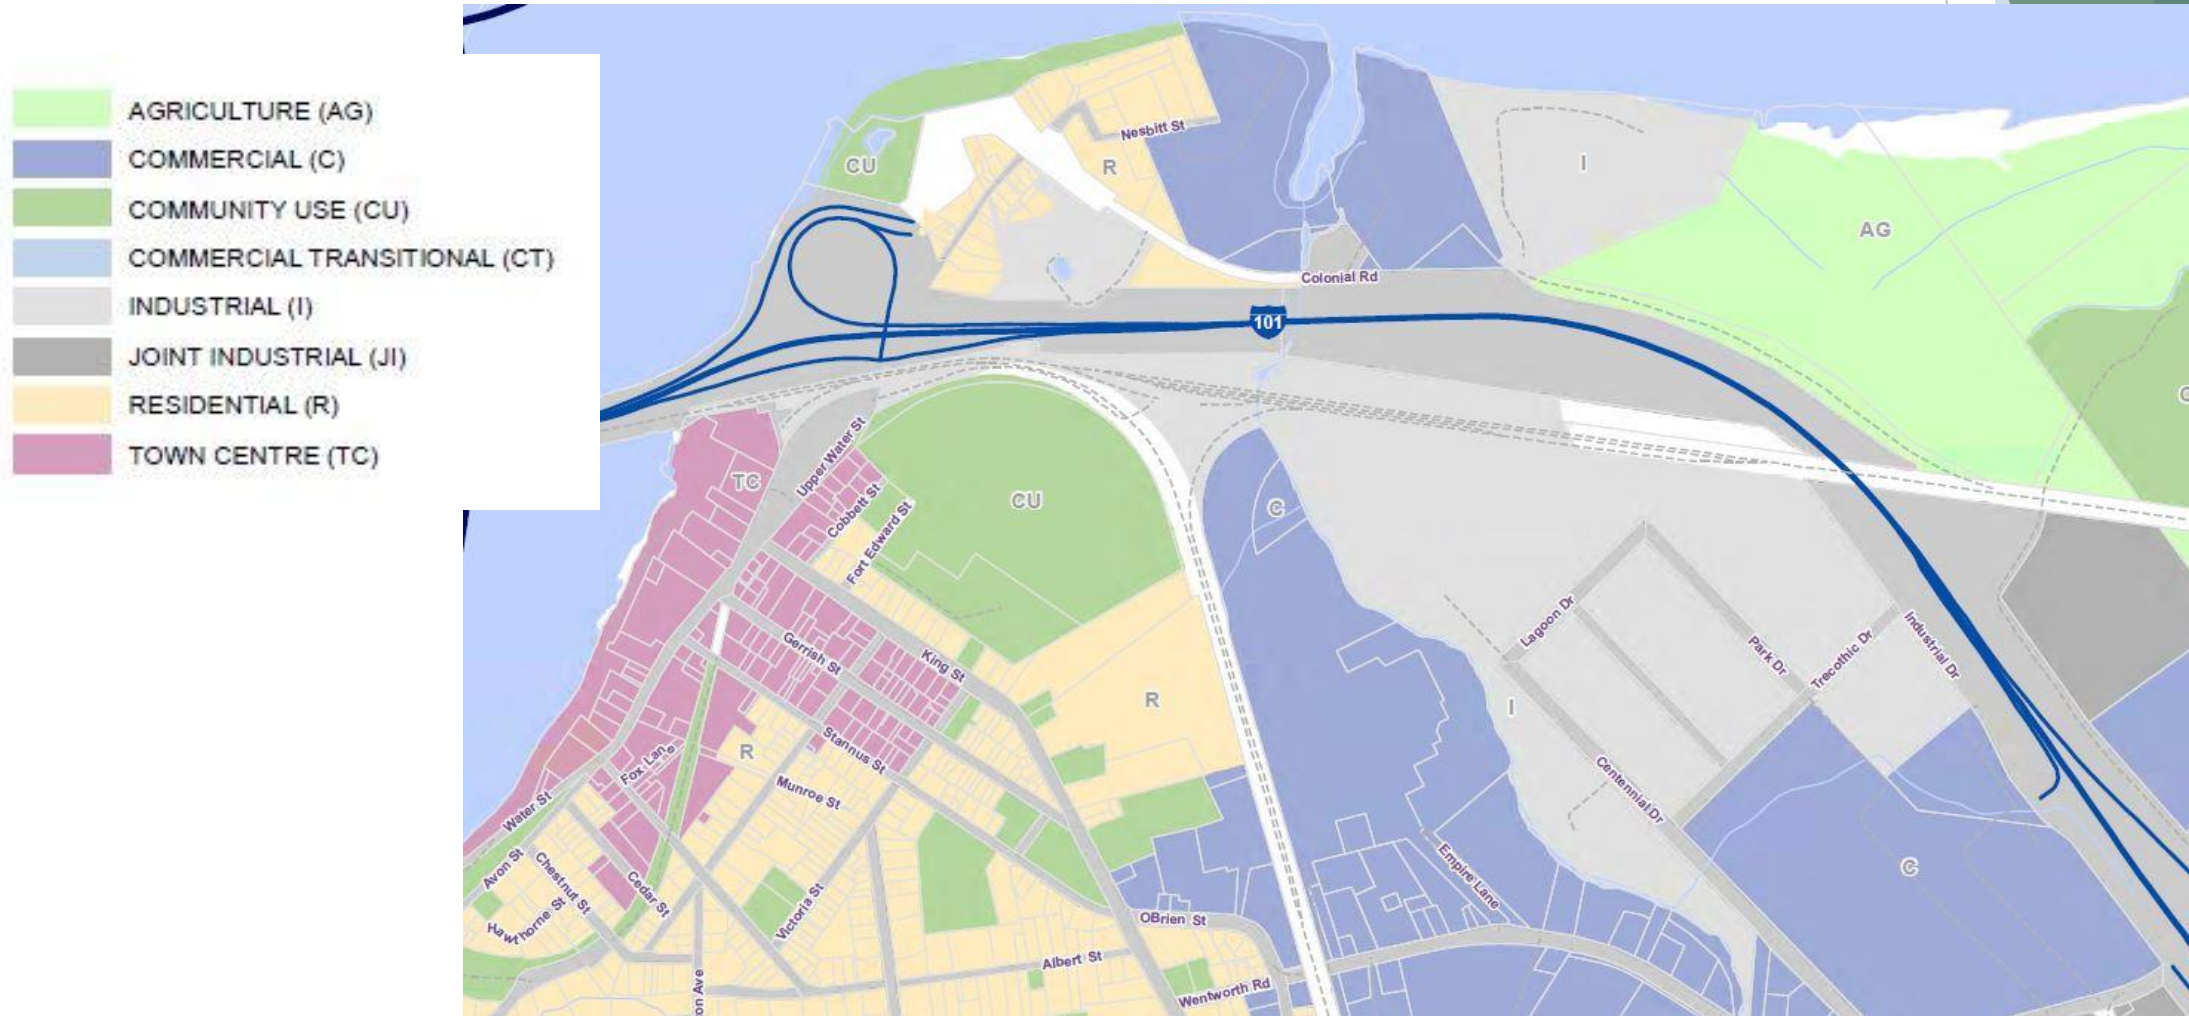 AGRICULTURE (AG)
COMMERCIAL (C)
COMMUNITY USE (CU)
COMMERCIAL TRANSITIONAL (CT)
INDUSTRIAL (I)
JOINT INDUSTRIAL (JI)
RESIDENTIAL (R)
TOWN CENTRE (TC)
Nesbitt St
CU
R
I
AG
Colonial Rd
101
Upper Water St
TC
Cobbett St
Fort Edward St
CU
C
Lagoon Dr
Park Dr
Trecothic Dr
Industrial Dr
Gerrish St
King St
R
I
Stannus St
R
Fox Lane
Munroe St
Centennial Dr
Water St
Avon St
Chestnut St
Cedar St
Hawthorne St
Victoria St
Empire Lane
C
OBrien St
Albert St
Wentworth Rd
on Ave